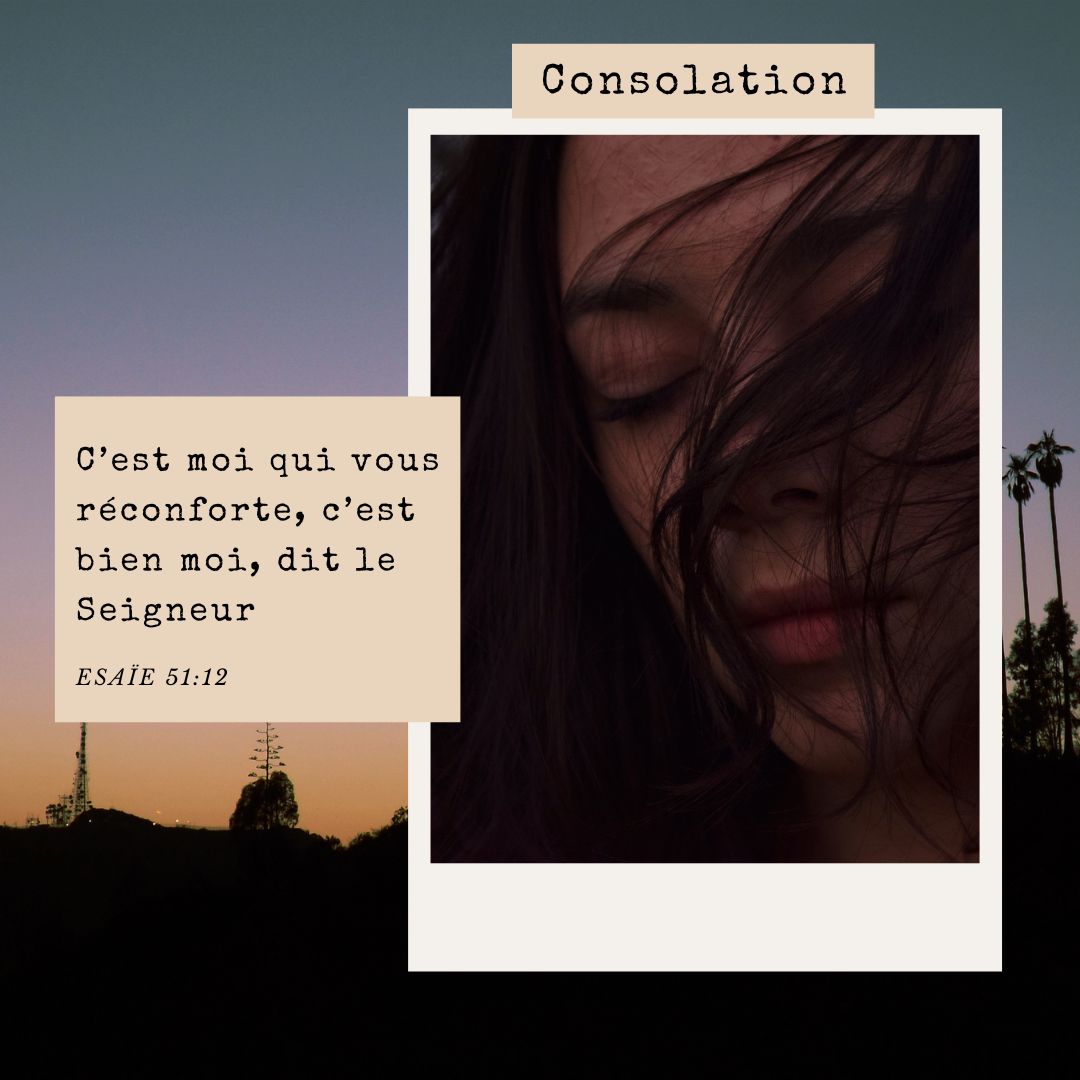 Consolation
C’est moi qui vous
réconforte, c’est
bien moi, dit le
Seigneur
ESAÏE 51:12